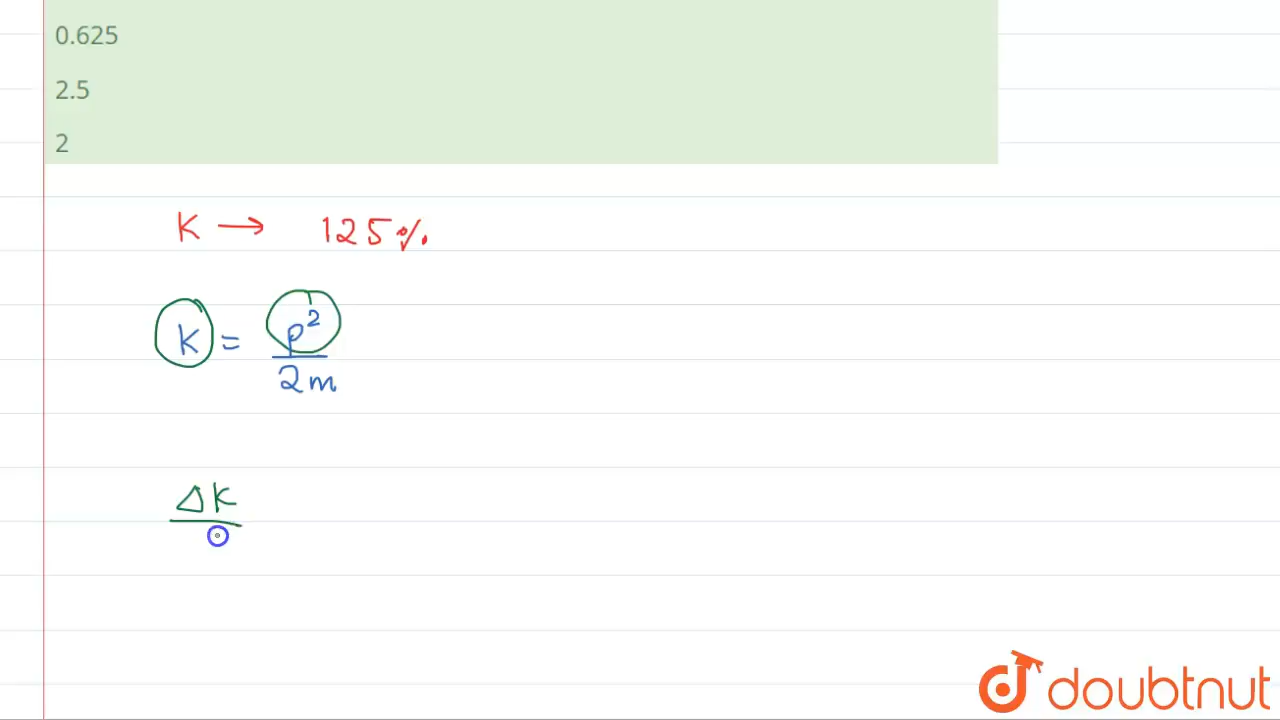 0.625
2.5
2
K → 125%
K = p²
2m
ΔK
doubtnut